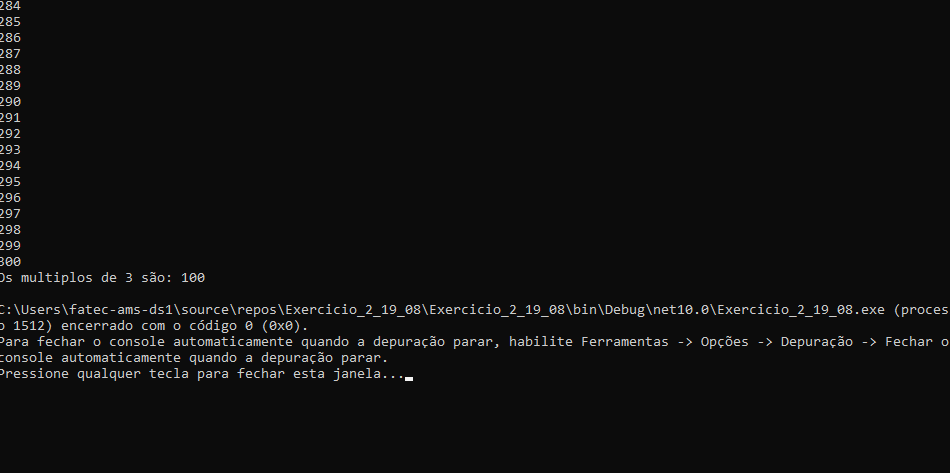 284
285
286
287
288
289
290
291
292
293
294
295
296
297
298
299
300
Os multiplos de 3 são: 100
C:\Users\fatec-ams-ds1\source\repos\Exercicio_2_19_08\Exercicio_2_19_08\bin\Debug\net10.0\Exercicio_2_19_08.exe (proces
o 1512) encerrado com o código 0 (0x0).
Para fechar o console automaticamente quando a depuração parar, habilite Ferramentas -> Opções -> Depuração -> Fechar o
console automaticamente quando a depuração parar.
Pressione qualquer tecla para fechar esta janela...